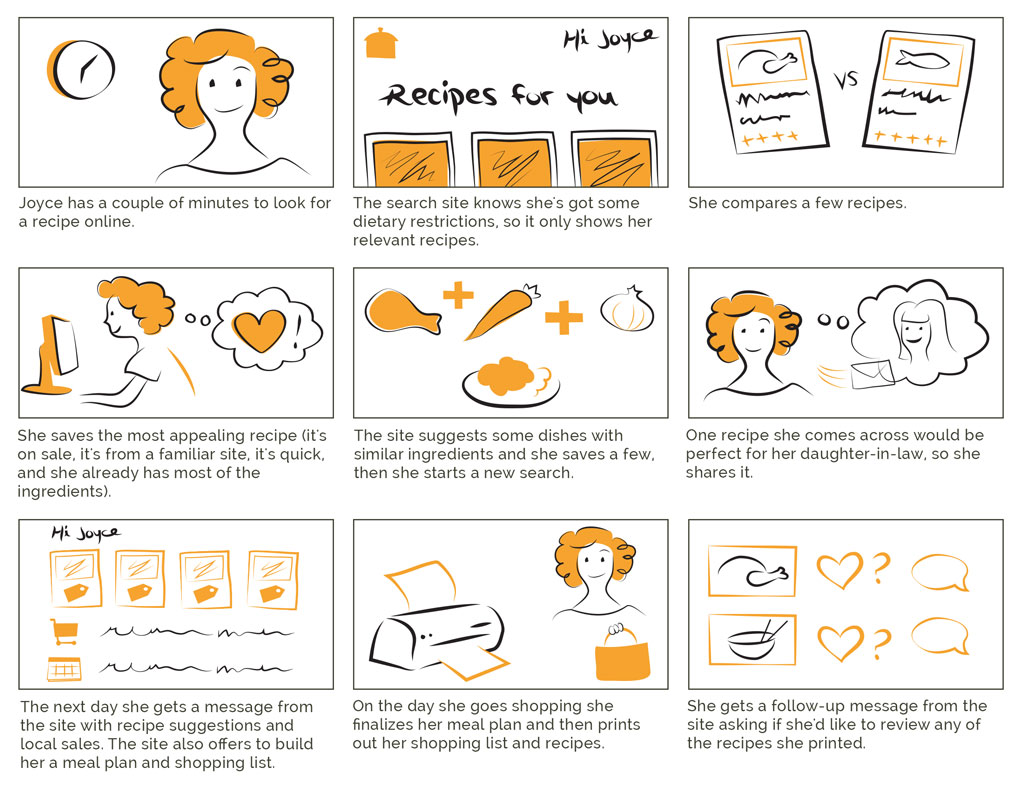 Hi Joyce
Recipes for you
VS
Joyce has a couple of minutes to look for
a recipe online.
The search site knows she's got some
dietary restrictions, so it only shows her
relevant recipes.
She compares a few recipes.
!
She saves the most appealing recipe (it's
on sale, it's from a familiar site, it's quick,
and she already has most of the
ingredients).
The site suggests some dishes with
similar ingredients and she saves a few,
then she starts a new search.
One recipe she comes across would be
perfect for her daughter-in-law, so she
shares it.
Hi Joyce
? 
?
The next day she gets a message from
the site with recipe suggestions and
local sales. The site also offers to build
her a meal plan and shopping list.
On the day she goes shopping she
finalizes her meal plan and then prints
out her shopping list and recipes.
She gets a follow-up message from the
site asking if she'd like to review any of
the recipes she printed.